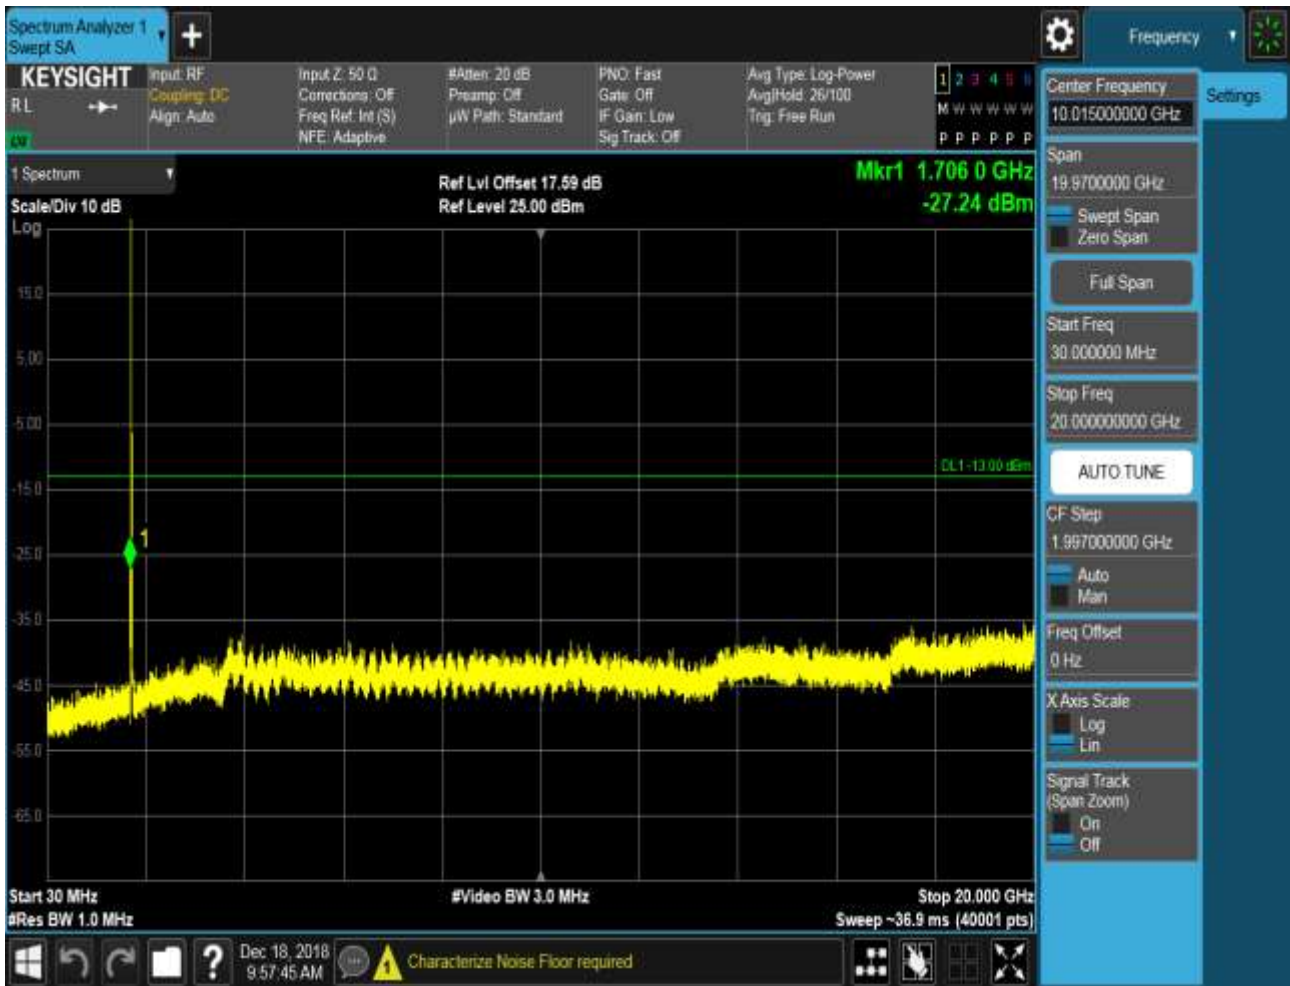 Spectrum Analyzer 1
Swept SA
Frequency
KEYSIGHT
RL
Input: RF
Coupling: DC
Align: Auto
Input Z: 50 Ω
Corrections: Off
Freq Ref: Int (S)
NFE: Adaptive
#Atten: 20 dB
Preamp: Off
µW Path: Standard
PNO: Fast
Gate: Off
IF Gain: Low
Sig Track: Off
Avg Type: Log-Power
Avg|Hold: 26/100
Trig: Free Run
1 2 3 4 5 6
M W W W W W
P P P P P P
1 Spectrum
Scale/Div 10 dB
Log
Ref Lvl Offset 17.59 dB
Ref Level 25.00 dBm
Mkr1 1.706 0 GHz
-27.24 dBm
15.0
5.00
-5.00
-15.0
-25.0
-35.0
-45.0
-55.0
-65.0
DL1 -13.00 dBm
1
Start 30 MHz
#Res BW 1.0 MHz
#Video BW 3.0 MHz
Stop 20.000 GHz
Sweep ~36.9 ms (40001 pts)
Center Frequency
10.015000000 GHz
Settings
Span
19.9700000 GHz
Swept Span
Zero Span
Full Span
Start Freq
30.000000 MHz
Stop Freq
20.000000000 GHz
AUTO TUNE
CF Step
1.997000000 GHz
Auto
Man
Freq Offset
0 Hz
X Axis Scale
Log
Lin
Signal Track
(Span Zoom)
On
Off
?
Dec 18, 2018
9:57:45 AM
1
Characterize Noise Floor required